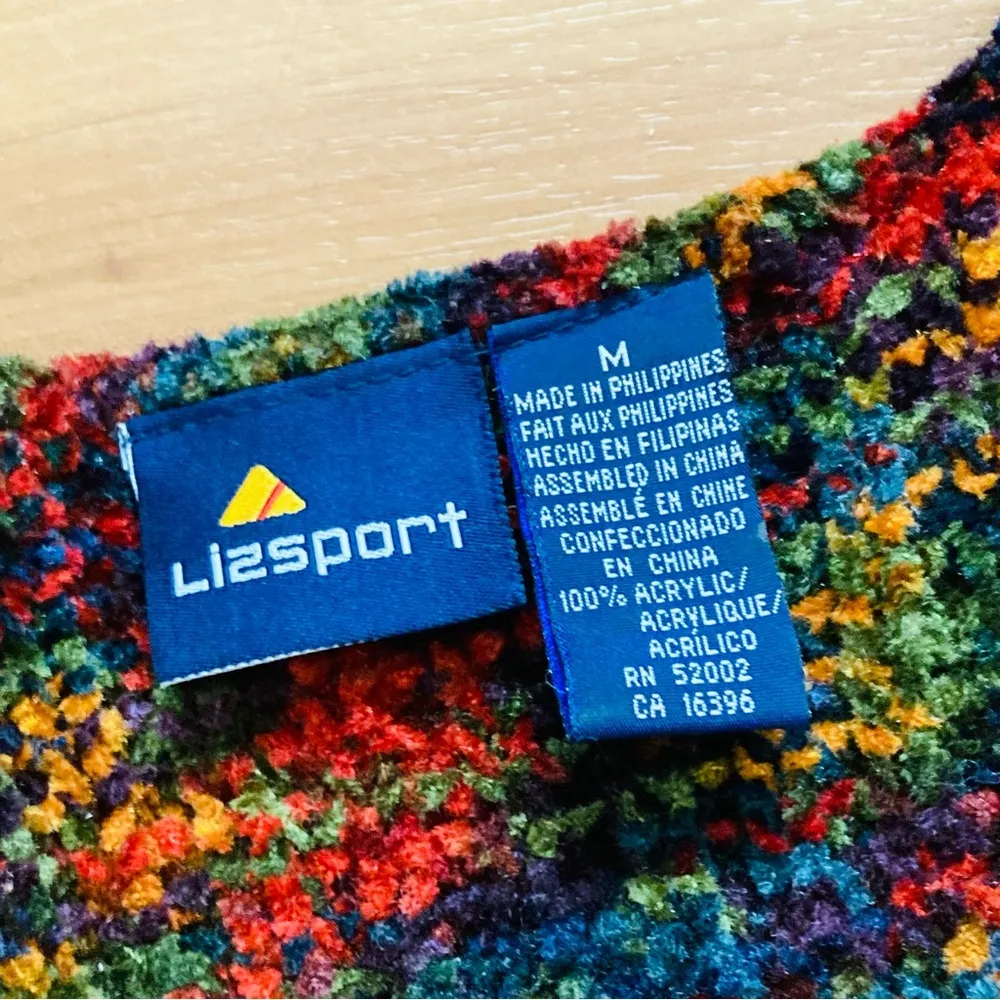 Lizsport
M
MADE IN PHILIPPINES
FAIT AUX PHILIPPINES
HECHO EN FILIPINAS
ASSEMBLED IN CHINA
ASSEMBLÉ EN CHINE
CONFECCIONADO
EN CHINA
100% ACRYLIC/
ACRYLIQUE/
ACRÍLICO
RN 52002
CA 16396